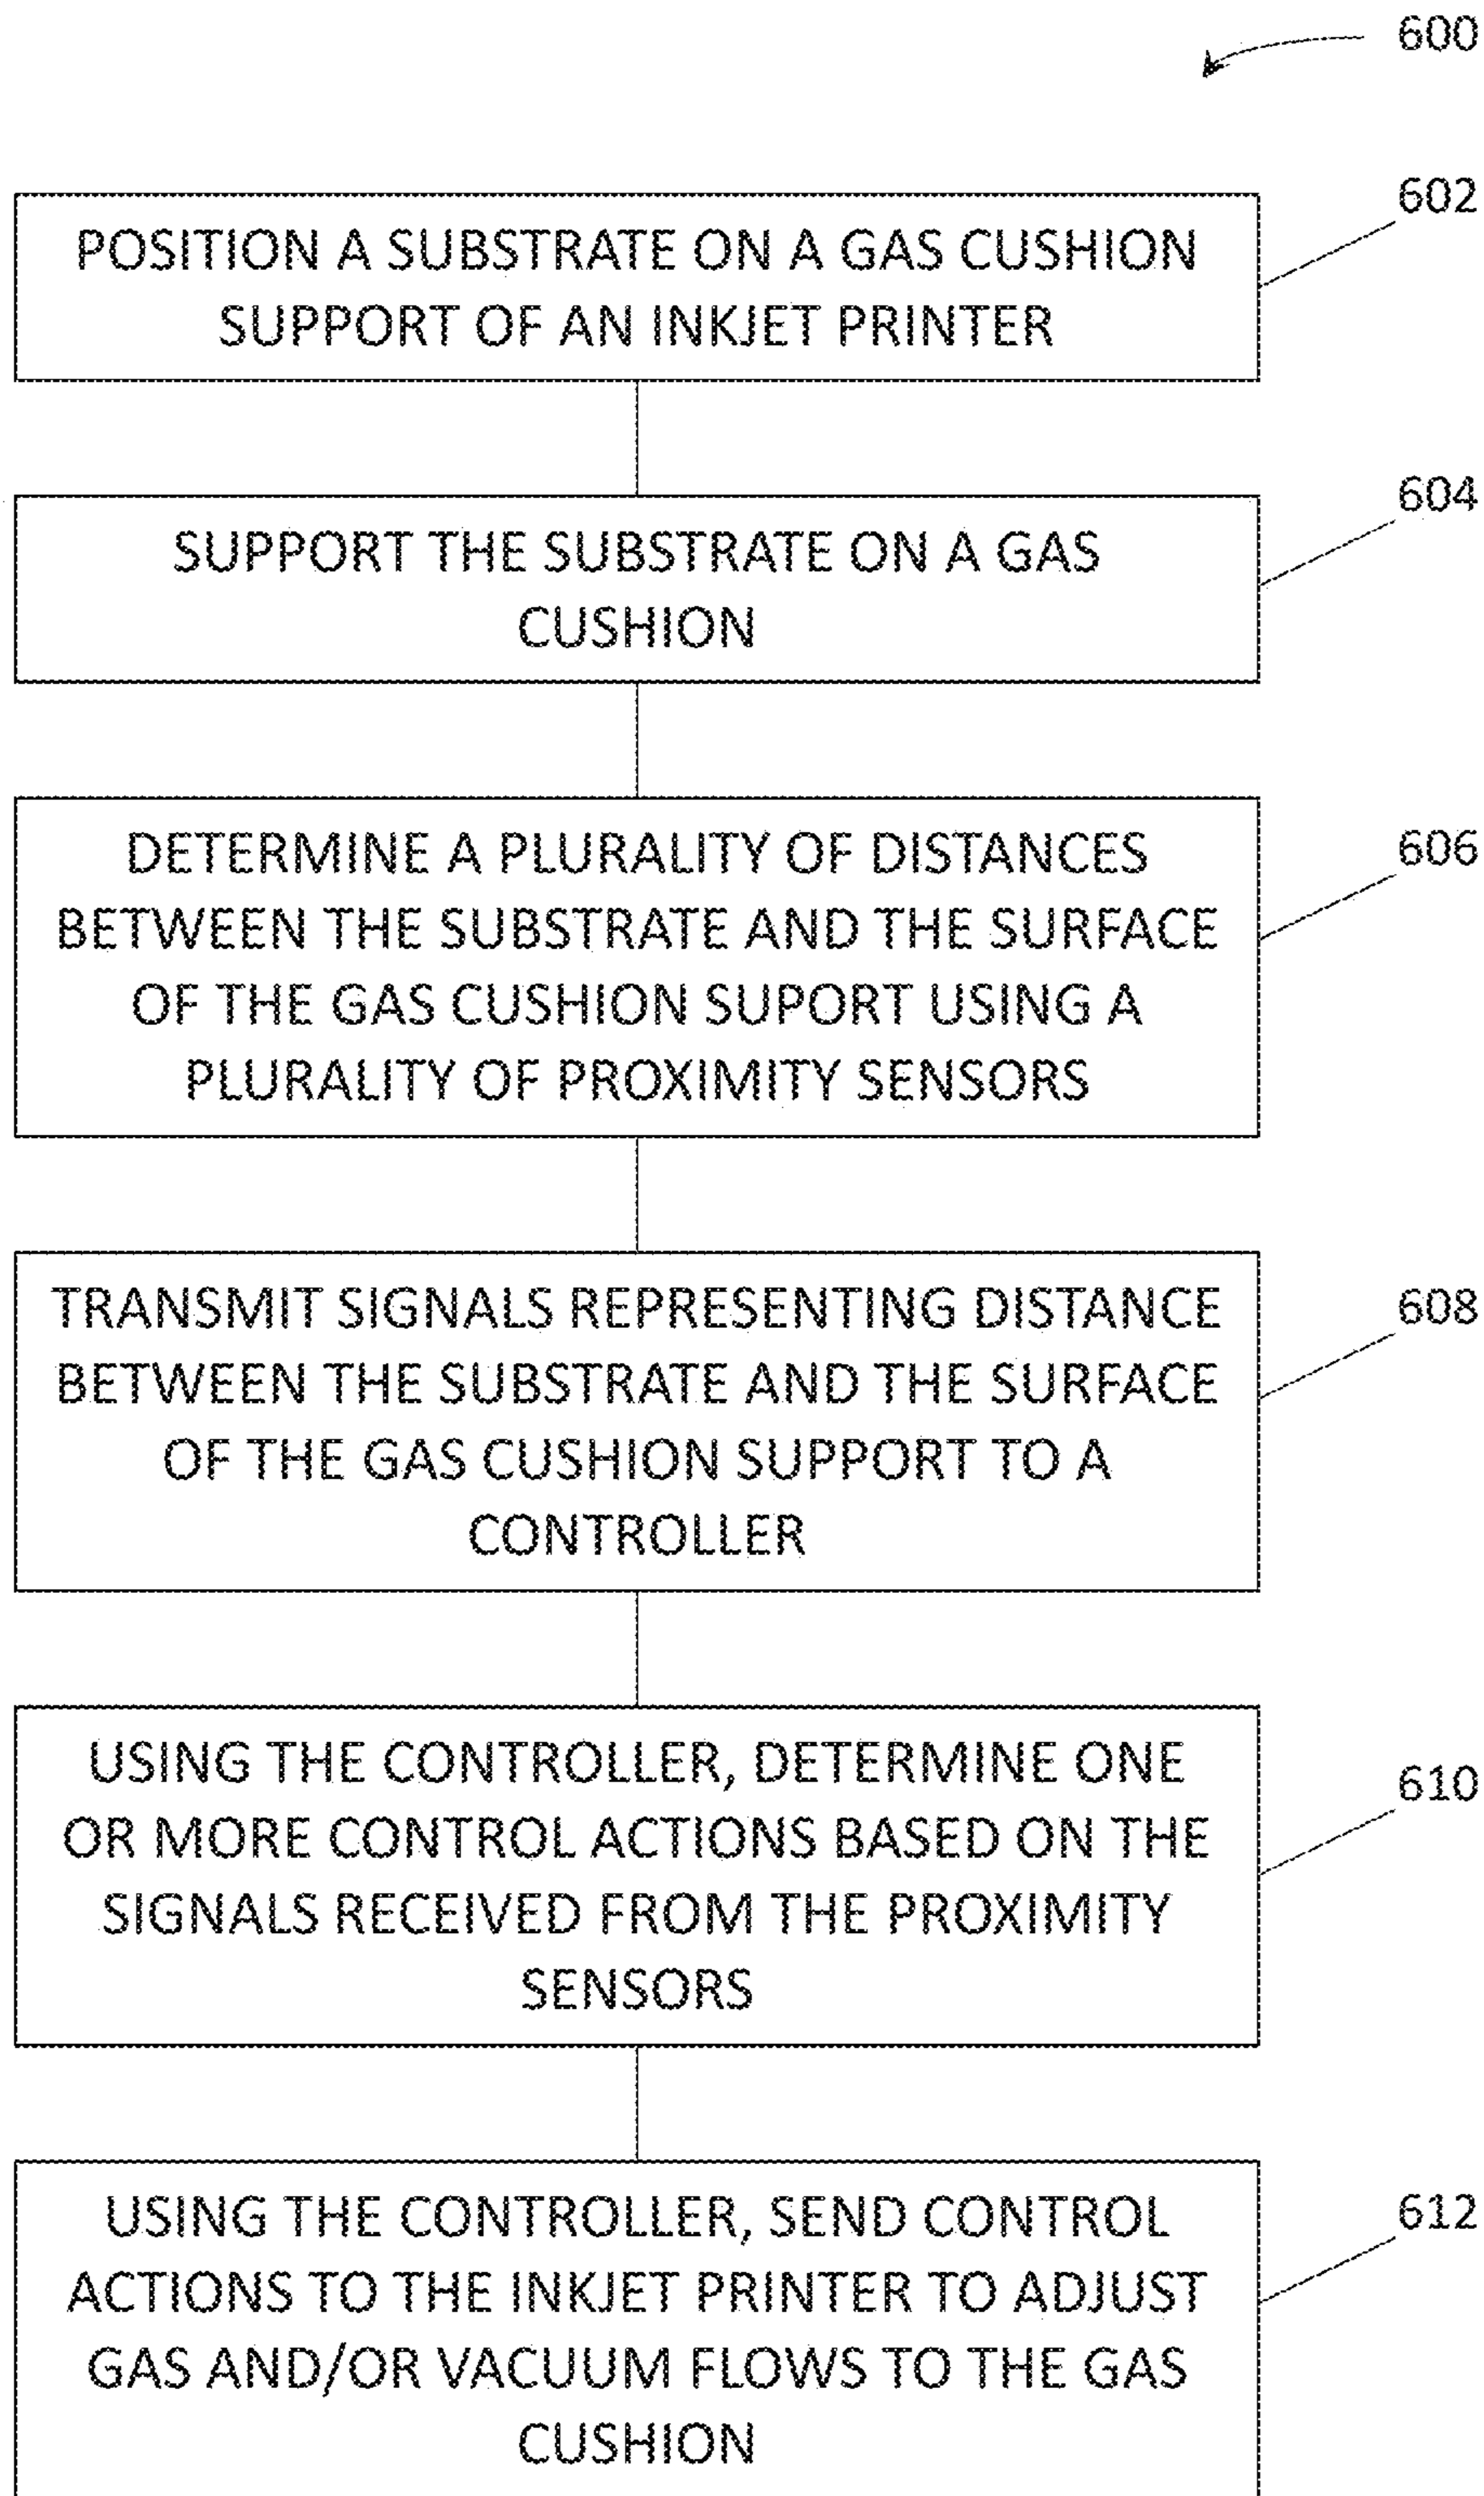 600
602
POSITION A SUBSTRATE ON A GAS CUSHION
SUPPORT OF AN INKJET PRINTER
604
SUPPORT THE SUBSTRATE ON A GAS
CUSHION
606
DETERMINE A PLURALITY OF DISTANCES
BETWEEN THE SUBSTRATE AND THE SURFACE
OF THE GAS CUSHION SUPORT USING A
PLURALITY OF PROXIMITY SENSORS
608
TRANSMIT SIGNALS REPRESENTING DISTANCE
BETWEEN THE SUBSTRATE AND THE SURFACE
OF THE GAS CUSHION SUPPORT TO A
CONTROLLER
610
USING THE CONTROLLER, DETERMINE ONE
OR MORE CONTROL ACTIONS BASED ON THE
SIGNALS RECEIVED FROM THE PROXIMITY
SENSORS
612
USING THE CONTROLLER, SEND CONTROL
ACTIONS TO THE INKJET PRINTER TO ADJUST
GAS AND/OR VACUUM FLOWS TO THE GAS
CUSHION